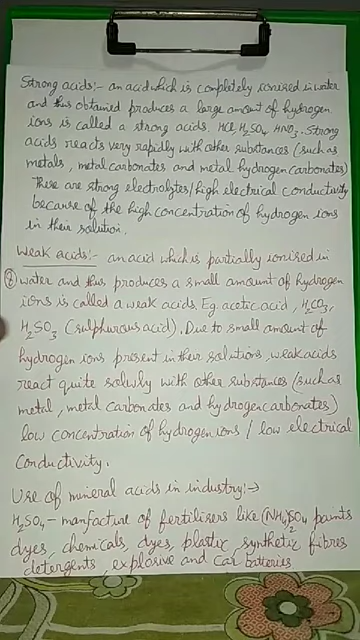 Strong acids:- an acid which is completely ionised in water
and thus obtained produces a large amount of hydrogen
ions is called a strong acids. HCl, H2SO4, HNO3. Strong
acids reacts very rapidly with other substances (such as
metals, metal carbonates and metal hydrogen carbonates)
These are strong electrolytes/high electrical conductivity
because of the high concentration of hydrogen ions
in their solution.
Weak acids:- an acid which is partially ionised in
water and thus produces a small amount of hydrogen
ions is called a weak acids. Eg. acetic acid, H2CO3,
H2SO3 (sulphurous acid). Due to small amount of
hydrogen ions present in their solutions, weak acids
react quite solwly with other substances (such as
metal, metal carbonates and hydrogencarbonates)
low concentration of hydrogen ions / low electrical
conductivity.
Use of mineral acids in industry:→
H2SO4 - manfacture of fertilisers like (NH4)2SO4 paints
dyes, chemicals, dyes, plastic, synthetic fibres
detergents, explosive and car batteries